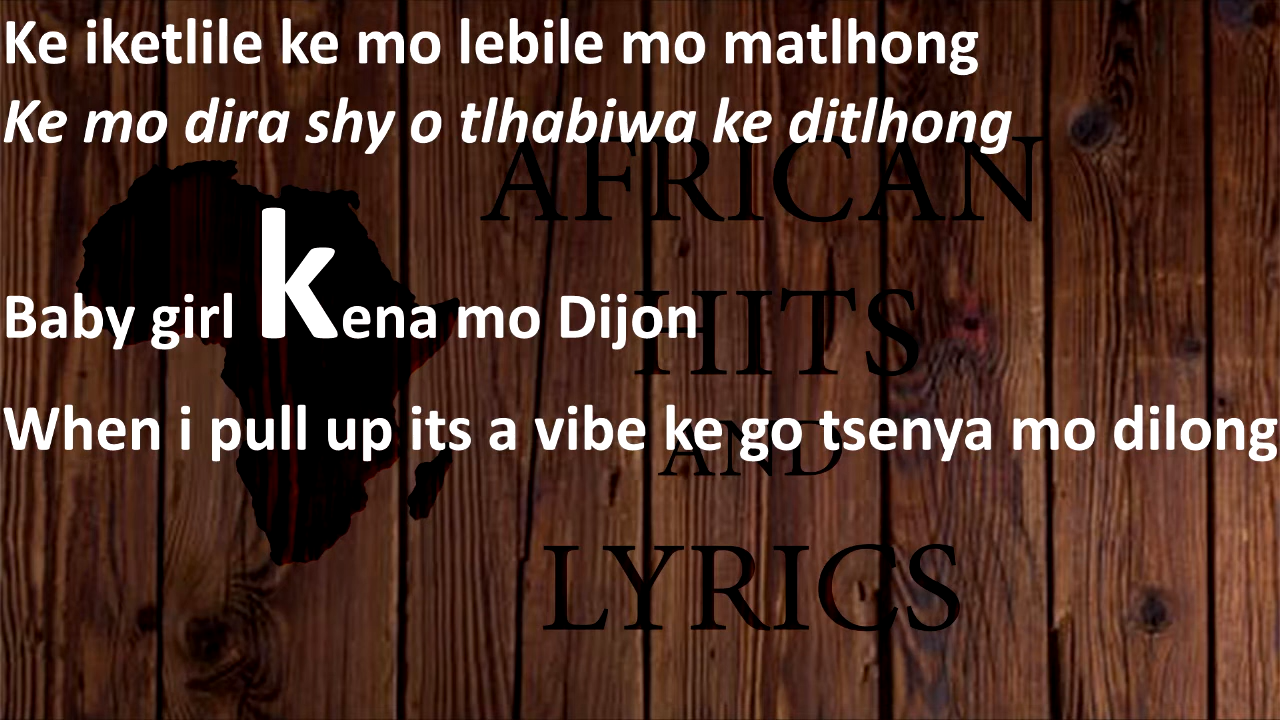 Ke iketlile ke mo lebile mo matlhong
Ke mo dira shy o tlhabiwa ke ditlhong
AFRICAN
Baby girl kena mo Dijon
HITS
When i pull up its a vibe ke go tsenya mo dilong
AND
LYRICS